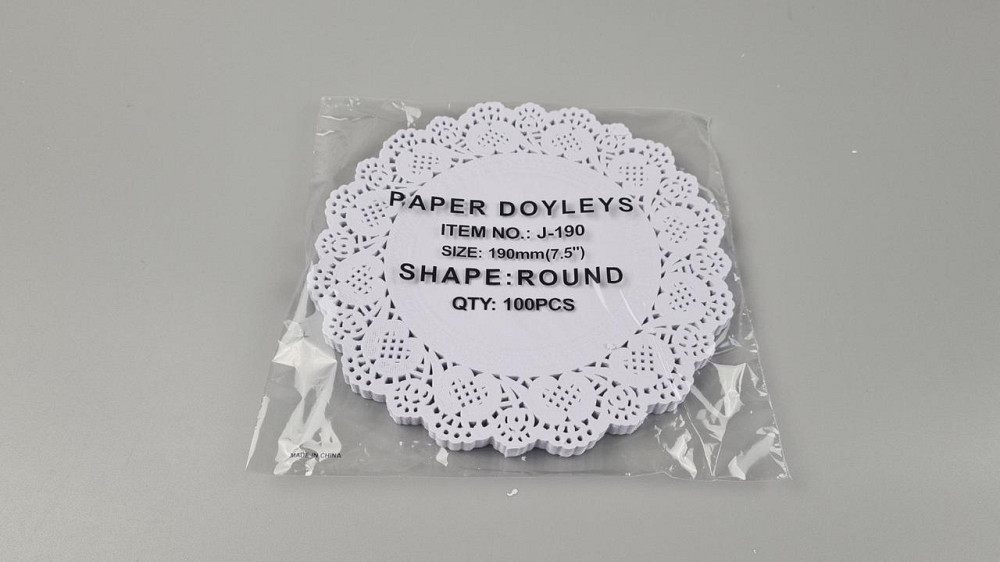 PAPER DOYLEYS
ITEM NO.: J-190
SIZE: 190mm(7.5")
SHAPE:ROUND
QTY: 100PCS
MADE IN CHINA